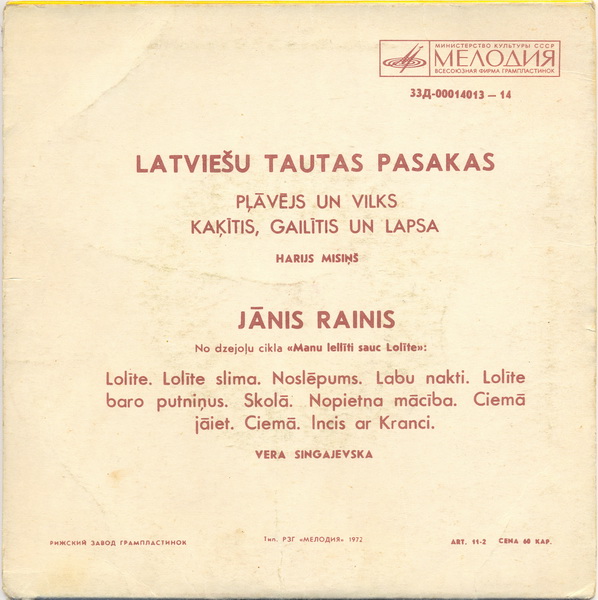 МИНИСТЕРСТВО КУЛЬТУРЫ СССР
МЕЛОДИЯ
ВСЕСОЮЗНАЯ ФИРМА ГРАМПЛАСТИНОК
33Д-00014013 — 14
LATVIEŠU TAUTAS PASAKAS
PĻĀVĒJS UN VILKS
KAĶĪTIS, GAILĪTIS UN LAPSA
HARIJS MISIŅŠ
JĀNIS RAINIS
No dzejoļu cikla «Manu lellīti sauc Lolīte»:
Lolīte. Lolīte slima. Noslēpums. Labu nakti. Lolīte
baro putniņus. Skolā. Nopietna mācība. Ciemā
jāiet. Ciemā. Incis ar Kranci.
VERA SINGAJEVSKA
РИЖСКИЙ ЗАВОД ГРАМПЛАСТИНОК
Тип. РЗГ «МЕЛОДИЯ» 1972
АРТ. 11-2 ЦЕНА 60 КОП.